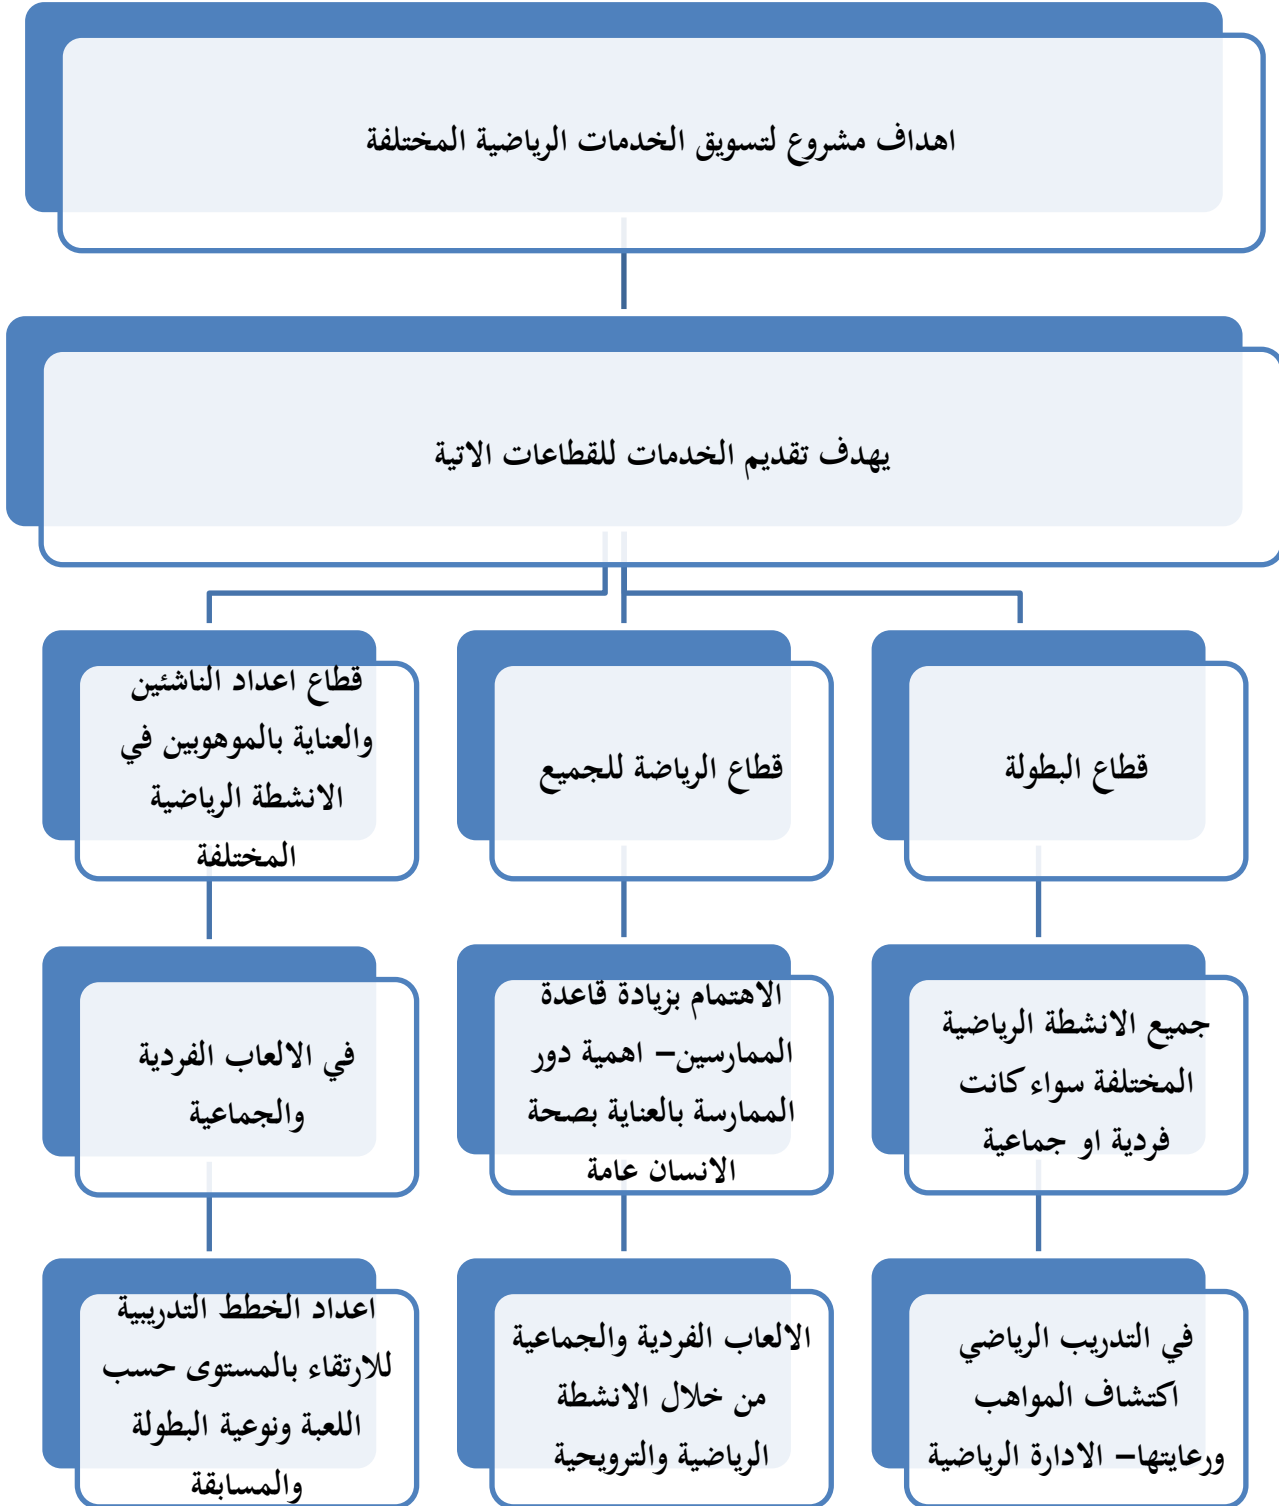 اهداف مشروع لتسويق الخدمات الرياضية المختلفة
يهدف تقديم الخدمات للقطاعات الاتية
قطاع البطولة
قطاع الرياضة للجميع
قطاع اعداد الناشئين
والعناية بالموهوبين في
الانشطة الرياضية
المختلفة
جميع الانشطة الرياضية
المختلفة سواء كانت
فردية او جماعية
الاهتمام بزيادة قاعدة
الممارسين– اهمية دور
الممارسة بالعناية بصحة
الانسان عامة
في الالعاب الفردية
والجماعية
في التدريب الرياضي
اكتشاف المواهب
ورعايتها– الادارة الرياضية
الالعاب الفردية والجماعية
من خلال الانشطة
الرياضية والترويحية
اعداد الخطط التدريبية
للارتقاء بالمستوى حسب
اللعبة ونوعية البطولة
والمسابقة